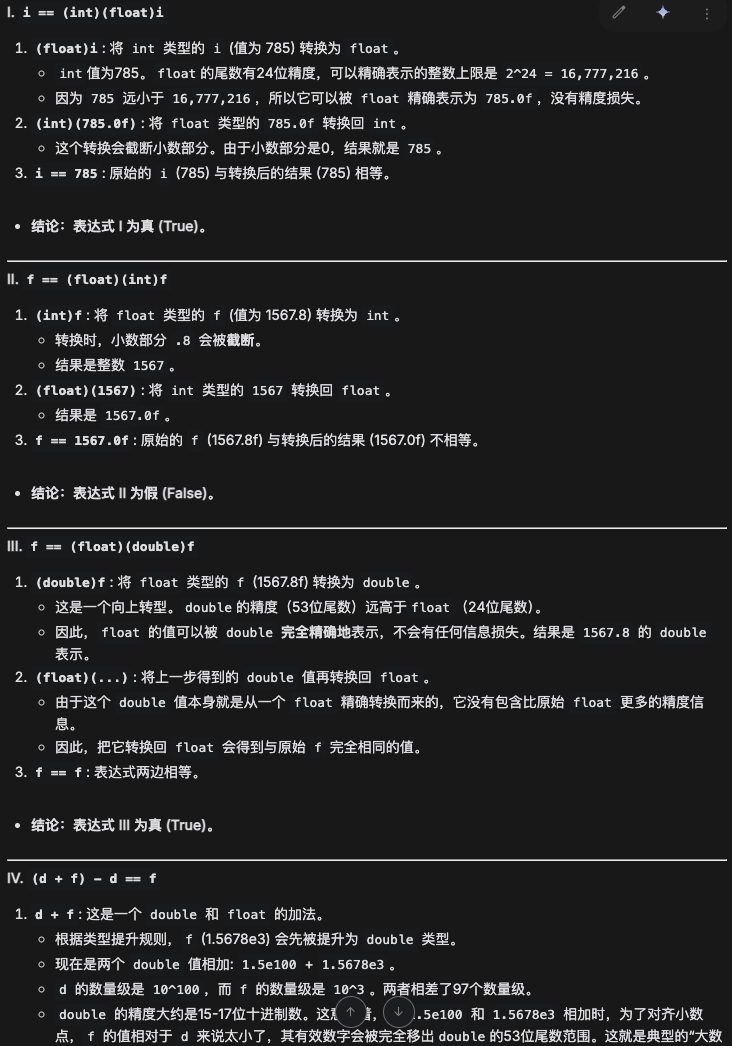 I. i == (int)(float)i
1. (float)i：将 int 类型的 i（值为 785）转换为 float。
int 值为785。float 的尾数有24位精度，可以精确表示的整数上限是 2^24 = 16,777,216。
因为 785 远小于 16,777,216，所以它可以被 float 精确表示为 785.0f，没有精度损失。
2. (int)(785.0f)：将 float 类型的 785.0f 转换回 int。
这个转换会截断小数部分。由于小数部分是0，结果就是 785。
3. i == 785：原始的 i (785) 与转换后的结果 (785) 相等。
结论：表达式 I 为真 (True)。
II. f == (float)(int)f
1. (int)f：将 float 类型的 f（值为 1567.8) 转换为 int。
转换时，小数部分 .8 会被截断。
结果是整数 1567。
2. (float)(1567)：将 int 类型的 1567 转换回 float。
结果是 1567.0f。
3. f == 1567.0f：原始的 f (1567.8f) 与转换后的结果 (1567.0f) 不相等。
结论：表达式 II 为假 (False)。
III. f == (float)(double)f
1. (double)f：将 float 类型的 f (1567.8f) 转换为 double。
这是一个向上转型。double 的精度（53位尾数）远高于 float （24位尾数）。
因此，float 的值可以被 double 完全精确地表示，不会有任何信息损失。结果是 1567.8 的 double
表示。
2. (float)(...)：将上一步得到的 double 值再转换回 float。
由于这个 double 值本身就是从一个 float 精确转换而来的，它没有包含比原始 float 更多的精度信
息。
因此，把它转换回 float 会得到与原始 f 完全相同的值。
3. f == f：表达式两边相等。
结论：表达式 III 为真 (True)。
IV. (d + f) - d == f
1. d + f：这是一个 double 和 float 的加法。
根据类型提升规则，f (1.5678e3) 会先被提升为 double 类型。
现在是两个 double 值相加: 1.5e100 + 1.5678e3。
d 的数量级是 10^100，而 f 的数量级是 10^3。两者相差了97个数量级。
double 的精度大约是15-17位十进制数。这意 ，.5e100 和 1.5678e3 相加时，为了对齐小数
点，f 的值相对于 d 来说太小了，其有效数字会被完全移出 double 的53位尾数范围。这就是典型的“大数